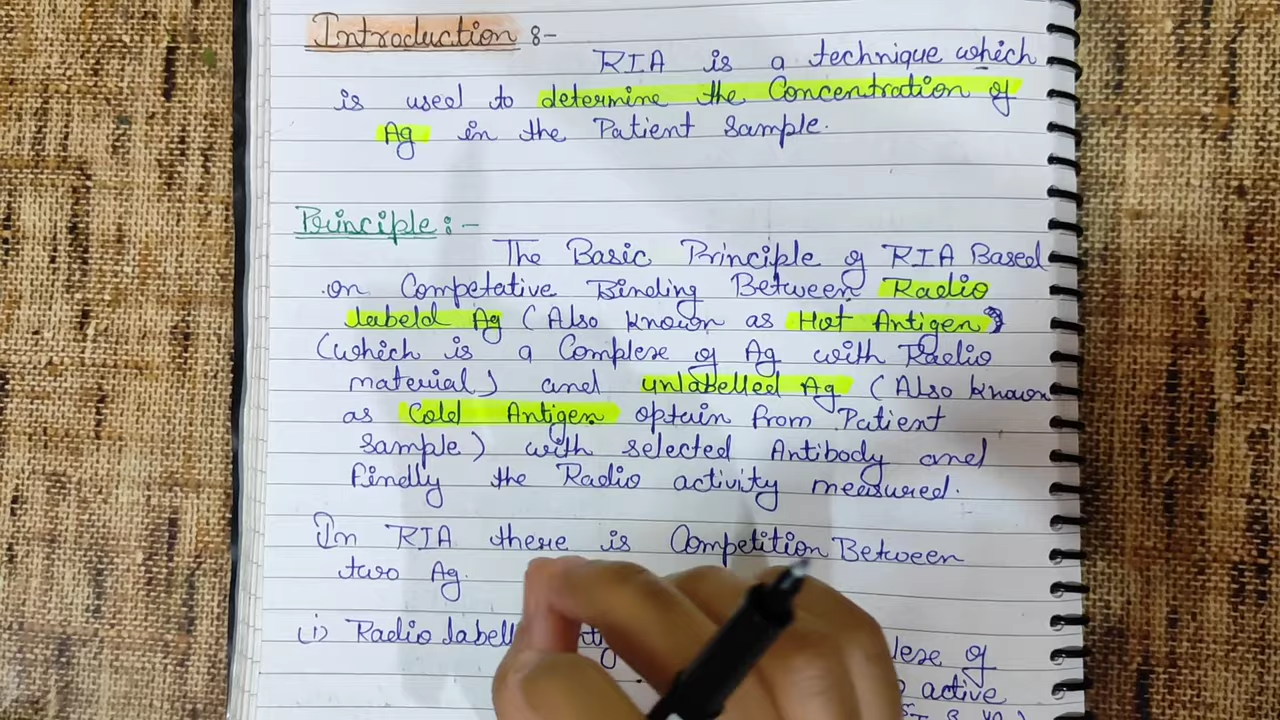 Introduction :-
RIA is a technique which
is used to determine the Concentration of
Ag in the Patient Sample.
Principle :-
The Basic Principle of RIA Based
on Competative Binding Between Radio
labeld Ag (Also known as Hot Antigen)
(which is a Complex of Ag with Radio
material) and unlabelled Ag (Also known
as Cold Antigen optain from Patient
Sample) with selected Antibody and
findly the Radio activity measured.
In RIA there is Competition Between
two Ag.
(i) Radio labell
of
active